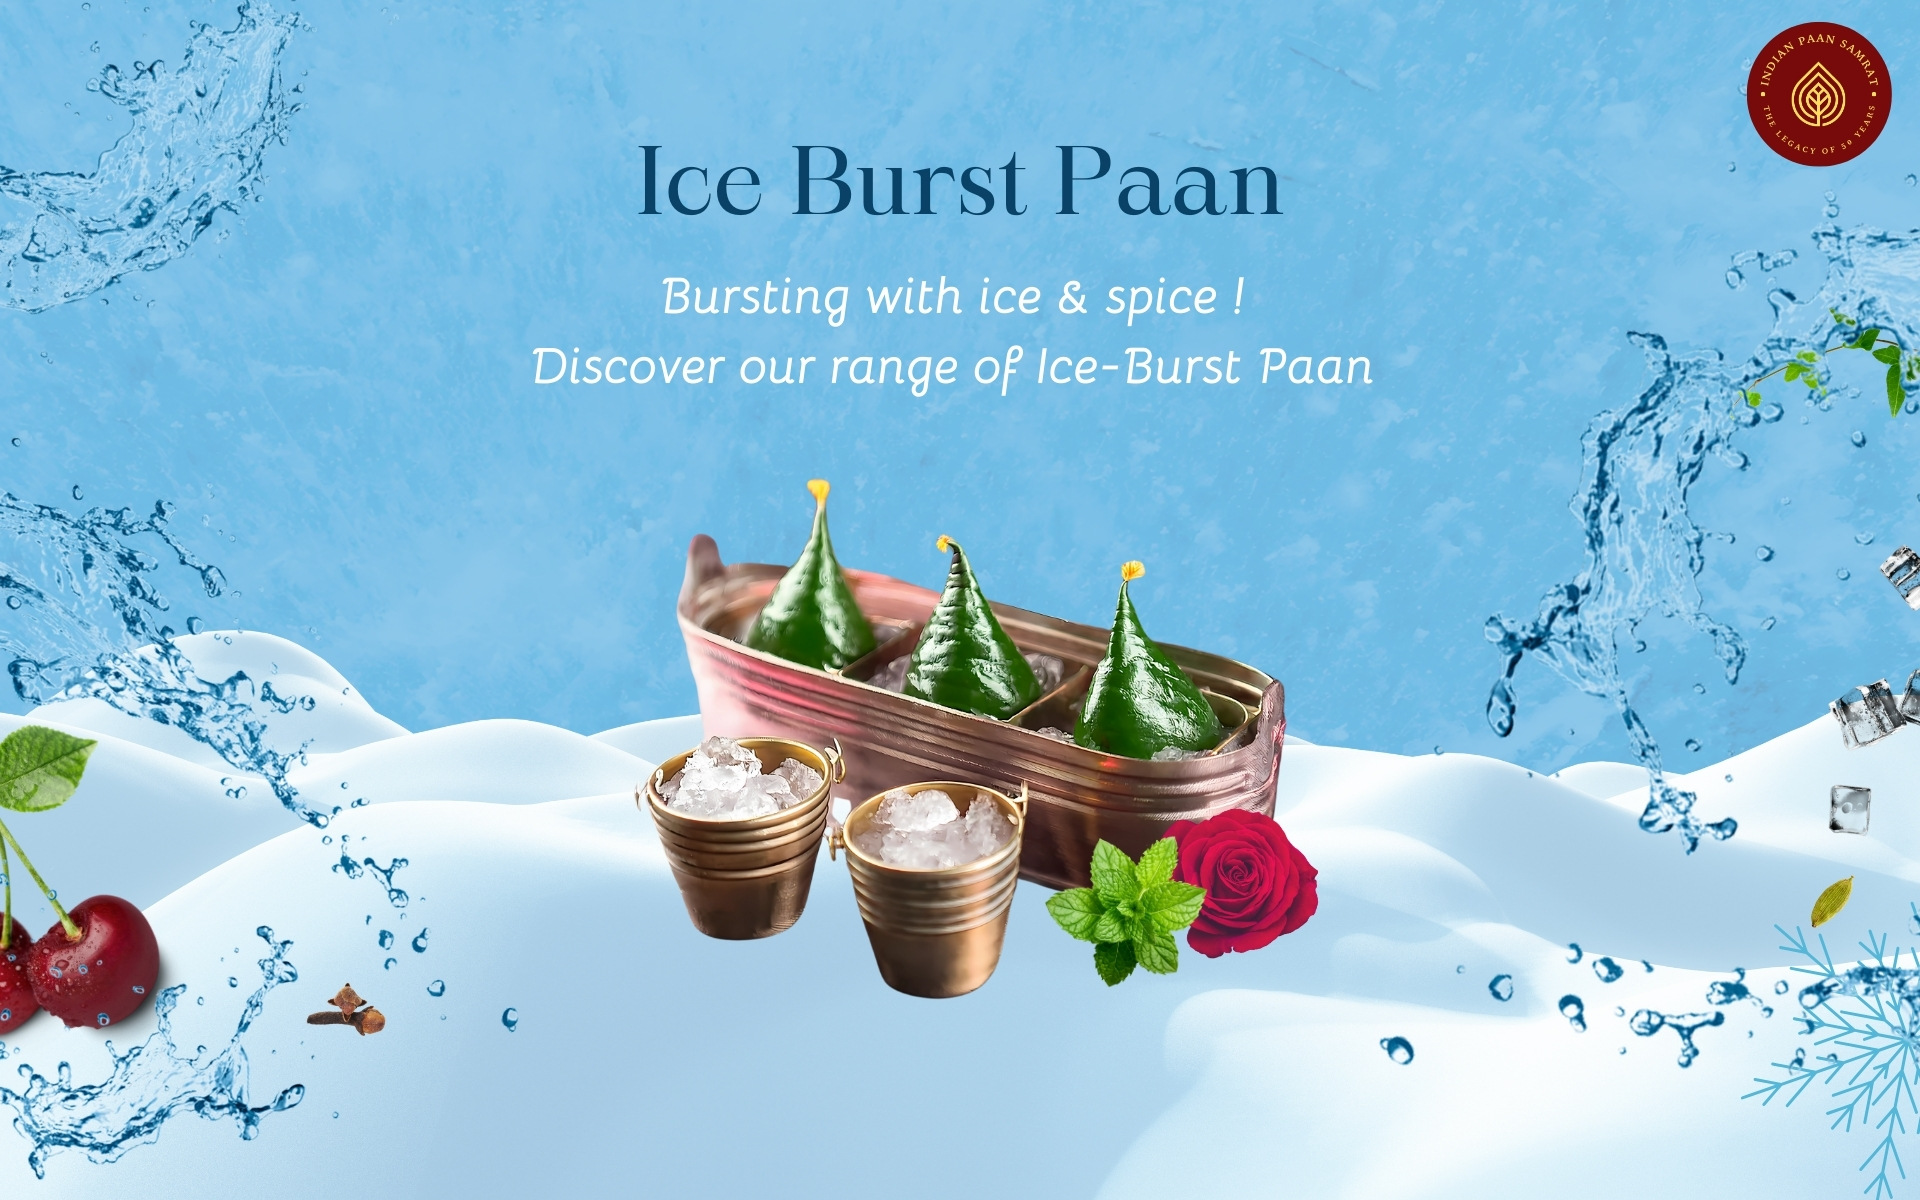 INDIAN PAAN SAMRAT
THE LEGACY OF 50 YEARS
Ice Burst Paan
Bursting with ice & spice !
Discover our range of Ice-Burst Paan